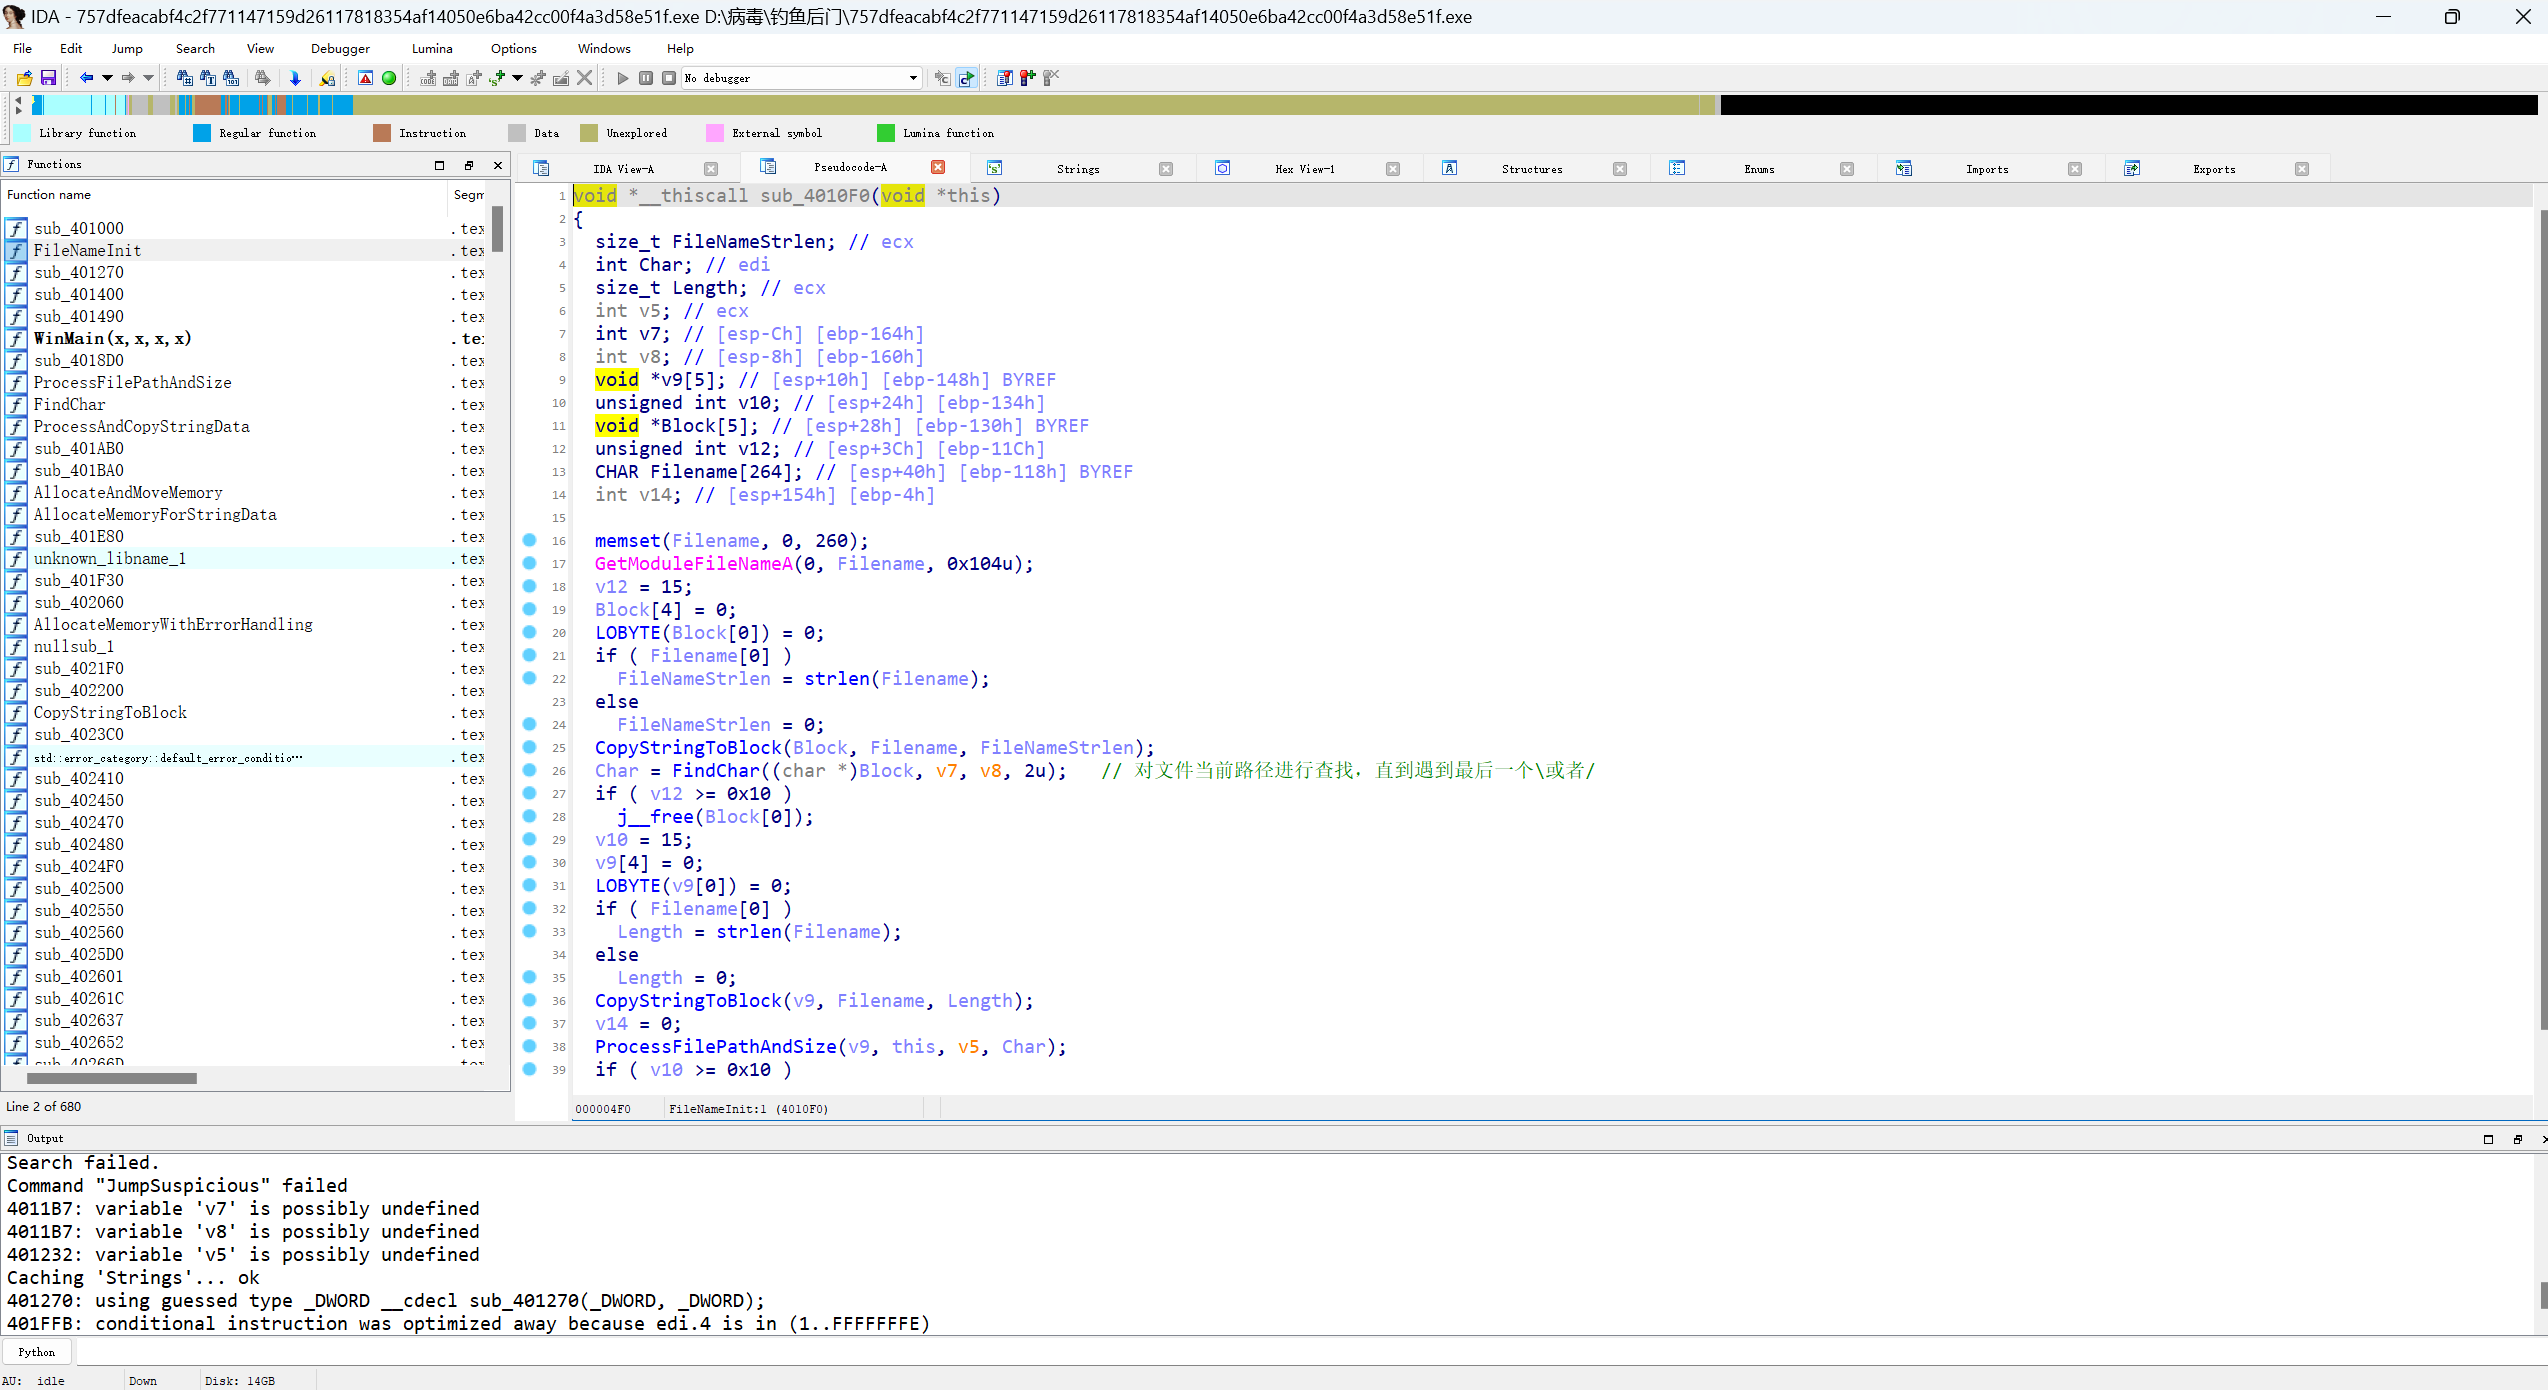 IDA - 757dfeacabf4c2f771147159d26117818354af14050e6ba42cc00f4a3d58e51f.exe D:\病毒\钓鱼后门\757dfeacabf4c2f771147159d26117818354af14050e6ba42cc00f4a3d58e51f.exe
File Edit Jump Search View Debugger Lumina Options Windows Help
No debugger
Library function Regular function Instruction Data Unexplored External symbol Lumina function
Functions
Function name Segm
sub_401000 .tex
FileNameInit .tex
sub_401270 .tex
sub_401400 .tex
sub_401490 .tex
WinMain(x,x,x,x) .te
sub_4018D0 .tex
ProcessFilePathAndSize .tex
FindChar .tex
ProcessAndCopyStringData .tex
sub_401AB0 .tex
sub_401BA0 .tex
AllocateAndMoveMemory .tex
AllocateMemoryForStringData .tex
sub_401E80 .tex
unknown_libname_1 .tex
sub_401F30 .tex
sub_402060 .tex
AllocateMemoryWithErrorHandling .tex
nullsub_1 .tex
sub_4021F0 .tex
sub_402200 .tex
CopyStringToBlock .tex
sub_4023C0 .tex
std::error_category::default_error_conditio… .tex
sub_402410 .tex
sub_402450 .tex
sub_402470 .tex
sub_402480 .tex
sub_4024F0 .tex
sub_402500 .tex
sub_402550 .tex
sub_402560 .tex
sub_4025D0 .tex
sub_402601 .tex
sub_40261C .tex
sub_402637 .tex
sub_402652 .tex
sub_40266D .tex
Line 2 of 680
IDA View-A Pseudocode-A Strings Hex View-1 Structures Enums Imports Exports
1 void *__thiscall sub_4010F0(void *this)
2 {
3 size_t FileNameStrlen; // ecx
4 int Char; // edi
5 size_t Length; // ecx
6 int v5; // ecx
7 int v7; // [esp-Ch] [ebp-164h]
8 int v8; // [esp-8h] [ebp-160h]
9 void *v9[5]; // [esp+10h] [ebp-148h] BYREF
10 unsigned int v10; // [esp+24h] [ebp-134h]
11 void *Block[5]; // [esp+28h] [ebp-130h] BYREF
12 unsigned int v12; // [esp+3Ch] [ebp-11Ch]
13 CHAR Filename[264]; // [esp+40h] [ebp-118h] BYREF
14 int v14; // [esp+154h] [ebp-4h]
15
16 memset(Filename, 0, 260);
17 GetModuleFileNameA(0, Filename, 0x104u);
18 v12 = 15;
19 Block[4] = 0;
20 LOBYTE(Block[0]) = 0;
21 if ( Filename[0] )
22 FileNameStrlen = strlen(Filename);
23 else
24 FileNameStrlen = 0;
25 CopyStringToBlock(Block, Filename, FileNameStrlen);
26 Char = FindChar((char *)Block, v7, v8, 2u); // 对文件当前路径进行查找，直到遇到最后一个\或者/
27 if ( v12 >= 0x10 )
28 j__free(Block[0]);
29 v10 = 15;
30 v9[4] = 0;
31 LOBYTE(v9[0]) = 0;
32 if ( Filename[0] )
33 Length = strlen(Filename);
34 else
35 Length = 0;
36 CopyStringToBlock(v9, Filename, Length);
37 v14 = 0;
38 ProcessFilePathAndSize(v9, this, v5, Char);
39 if ( v10 >= 0x10 )
000004F0 FileNameInit:1 (4010F0)
Output
Search failed.
Command "JumpSuspicious" failed
4011B7: variable 'v7' is possibly undefined
4011B7: variable 'v8' is possibly undefined
401232: variable 'v5' is possibly undefined
Caching 'Strings'... ok
401270: using guessed type _DWORD __cdecl sub_401270(_DWORD, _DWORD);
401FFB: conditional instruction was optimized away because edi.4 is in (1..FFFFFFFE)
Python
AU: idle Down Disk: 14GB